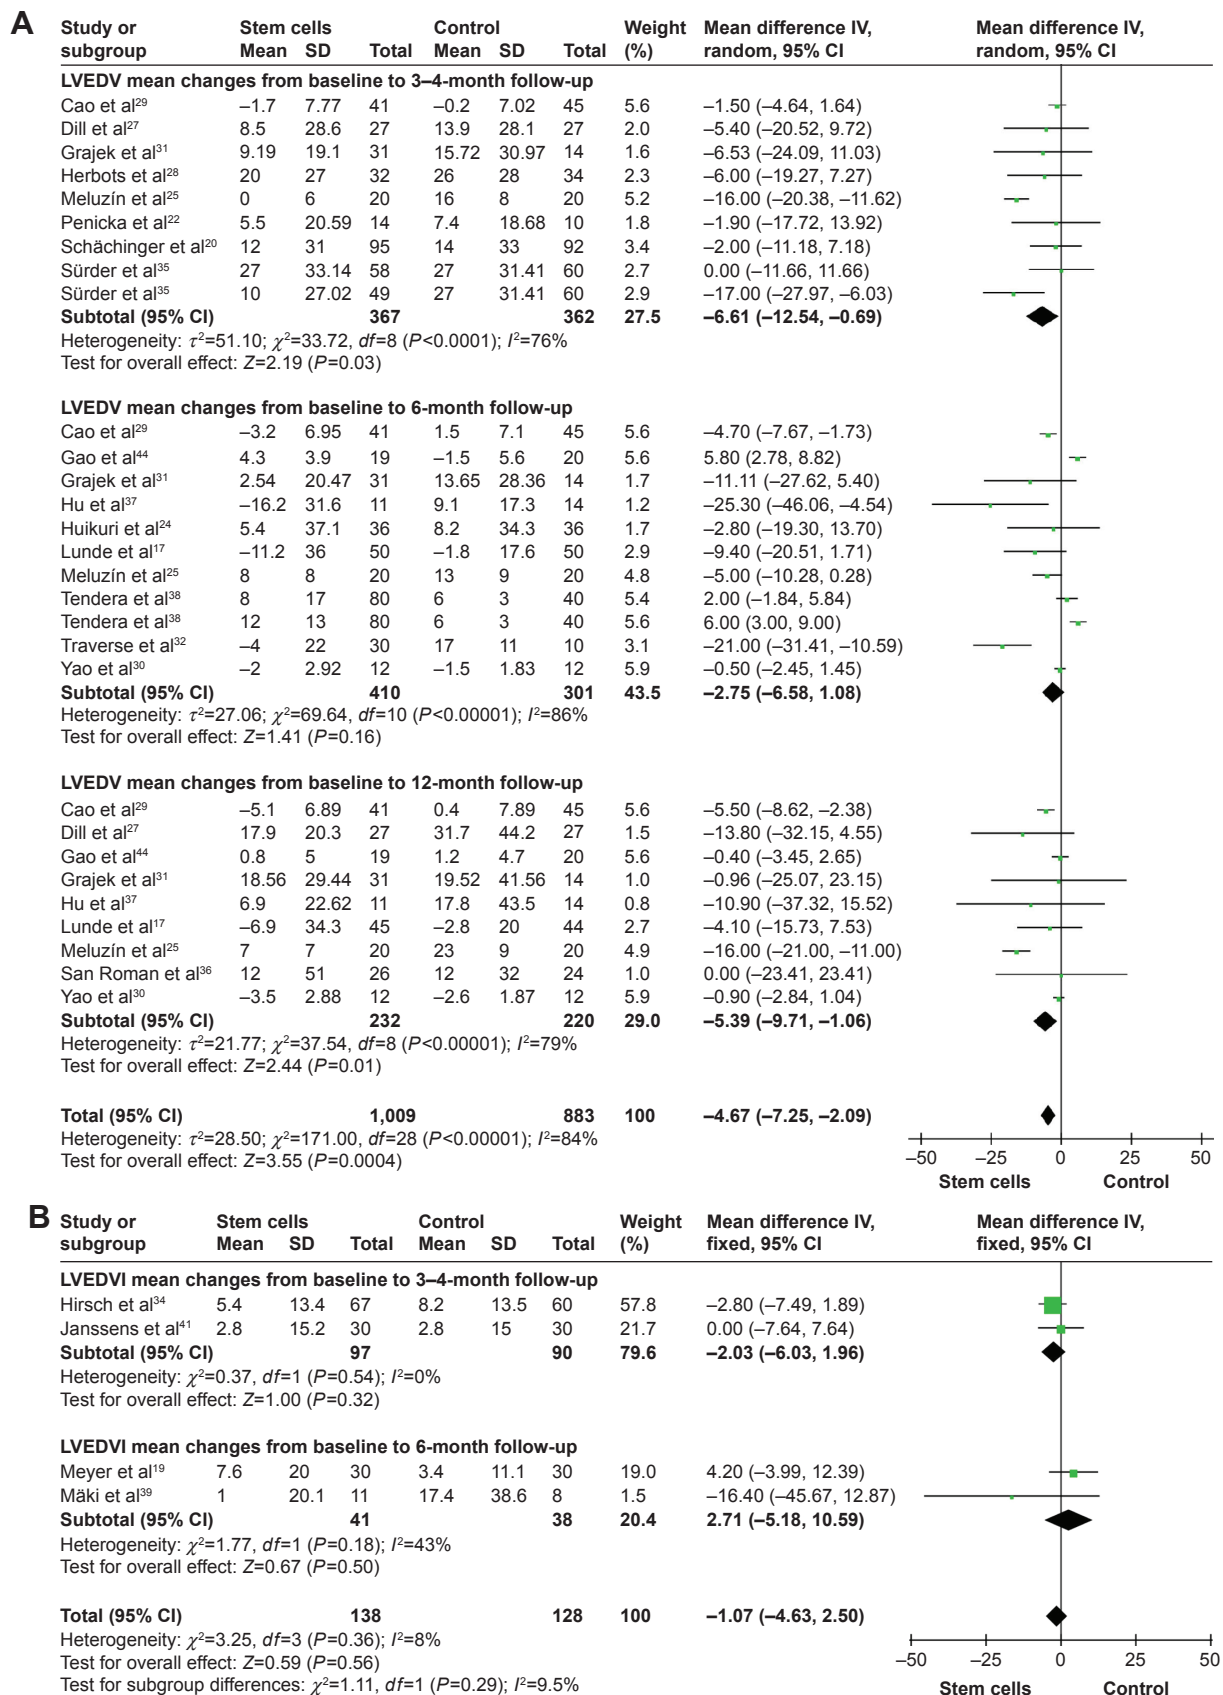 A
Study or subgroup Stem cells Mean SD Total Control Mean SD Total Weight (%) Mean difference IV, random, 95% CI Mean difference IV, random, 95% CI
LVEDV mean changes from baseline to 3–4-month follow-up
Cao et al29 –1.7 7.77 41 –0.2 7.02 45 5.6 –1.50 (–4.64, 1.64)
Dill et al27 8.5 28.6 27 13.9 28.1 27 2.0 –5.40 (–20.52, 9.72)
Grajek et al31 9.19 19.1 31 15.72 30.97 14 1.6 –6.53 (–24.09, 11.03)
Herbots et al28 20 27 32 26 28 34 2.3 –6.00 (–19.27, 7.27)
Meluzín et al25 0 6 20 16 8 20 5.2 –16.00 (–20.38, –11.62)
Penicka et al22 5.5 20.59 14 7.4 18.68 10 1.8 –1.90 (–17.72, 13.92)
Schächinger et al20 12 31 95 14 33 92 3.4 –2.00 (–11.18, 7.18)
Sürder et al35 27 33.14 58 27 31.41 60 2.7 0.00 (–11.66, 11.66)
Sürder et al35 10 27.02 49 27 31.41 60 2.9 –17.00 (–27.97, –6.03)
Subtotal (95% CI) 367 362 27.5 –6.61 (–12.54, –0.69)
Heterogeneity: τ²=51.10; χ²=33.72, df=8 (P<0.0001); I²=76%
Test for overall effect: Z=2.19 (P=0.03)
LVEDV mean changes from baseline to 6-month follow-up
Cao et al29 –3.2 6.95 41 1.5 7.1 45 5.6 –4.70 (–7.67, –1.73)
Gao et al44 4.3 3.9 19 –1.5 5.6 20 5.6 5.80 (2.78, 8.82)
Grajek et al31 2.54 20.47 31 13.65 28.36 14 1.7 –11.11 (–27.62, 5.40)
Hu et al37 –16.2 31.6 11 9.1 17.3 14 1.2 –25.30 (–46.06, –4.54)
Huikuri et al24 5.4 37.1 36 8.2 34.3 36 1.7 –2.80 (–19.30, 13.70)
Lunde et al17 –11.2 36 50 –1.8 17.6 50 2.9 –9.40 (–20.51, 1.71)
Meluzín et al25 8 8 20 13 9 20 4.8 –5.00 (–10.28, 0.28)
Tendera et al38 8 17 80 6 3 40 5.4 2.00 (–1.84, 5.84)
Tendera et al38 12 13 80 6 3 40 5.6 6.00 (3.00, 9.00)
Traverse et al32 –4 22 30 17 11 10 3.1 –21.00 (–31.41, –10.59)
Yao et al30 –2 2.92 12 –1.5 1.83 12 5.9 –0.50 (–2.45, 1.45)
Subtotal (95% CI) 410 301 43.5 –2.75 (–6.58, 1.08)
Heterogeneity: τ²=27.06; χ²=69.64, df=10 (P<0.00001); I²=86%
Test for overall effect: Z=1.41 (P=0.16)
LVEDV mean changes from baseline to 12-month follow-up
Cao et al29 –5.1 6.89 41 0.4 7.89 45 5.6 –5.50 (–8.62, –2.38)
Dill et al27 17.9 20.3 27 31.7 44.2 27 1.5 –13.80 (–32.15, 4.55)
Gao et al44 0.8 5 19 1.2 4.7 20 5.6 –0.40 (–3.45, 2.65)
Grajek et al31 18.56 29.44 31 19.52 41.56 14 1.0 –0.96 (–25.07, 23.15)
Hu et al37 6.9 22.62 11 17.8 43.5 14 0.8 –10.90 (–37.32, 15.52)
Lunde et al17 –6.9 34.3 45 –2.8 20 44 2.7 –4.10 (–15.73, 7.53)
Meluzín et al25 7 7 20 23 9 20 4.9 –16.00 (–21.00, –11.00)
San Roman et al36 12 51 26 12 32 24 1.0 0.00 (–23.41, 23.41)
Yao et al30 –3.5 2.88 12 –2.6 1.87 12 5.9 –0.90 (–2.84, 1.04)
Subtotal (95% CI) 232 220 29.0 –5.39 (–9.71, –1.06)
Heterogeneity: τ²=21.77; χ²=37.54, df=8 (P<0.00001); I²=79%
Test for overall effect: Z=2.44 (P=0.01)
Total (95% CI) 1,009 883 100 –4.67 (–7.25, –2.09)
Heterogeneity: τ²=28.50; χ²=171.00, df=28 (P<0.00001); I²=84%
Test for overall effect: Z=3.55 (P=0.0004)
–50 –25 0 25 50
Stem cells Control
B
Study or subgroup Stem cells Mean SD Total Control Mean SD Total Weight (%) Mean difference IV, fixed, 95% CI Mean difference IV, fixed, 95% CI
LVEDVI mean changes from baseline to 3–4-month follow-up
Hirsch et al34 5.4 13.4 67 8.2 13.5 60 57.8 –2.80 (–7.49, 1.89)
Janssens et al41 2.8 15.2 30 2.8 15 30 21.7 0.00 (–7.64, 7.64)
Subtotal (95% CI) 97 90 79.6 –2.03 (–6.03, 1.96)
Heterogeneity: χ²=0.37, df=1 (P=0.54); I²=0%
Test for overall effect: Z=1.00 (P=0.32)
LVEDVI mean changes from baseline to 6-month follow-up
Meyer et al19 7.6 20 30 3.4 11.1 30 19.0 4.20 (–3.99, 12.39)
Mäki et al39 1 20.1 11 17.4 38.6 8 1.5 –16.40 (–45.67, 12.87)
Subtotal (95% CI) 41 38 20.4 2.71 (–5.18, 10.59)
Heterogeneity: χ²=1.77, df=1 (P=0.18); I²=43%
Test for overall effect: Z=0.67 (P=0.50)
Total (95% CI) 138 128 100 –1.07 (–4.63, 2.50)
Heterogeneity: χ²=3.25, df=3 (P=0.36); I²=8%
Test for overall effect: Z=0.59 (P=0.56)
Test for subgroup differences: χ²=1.11, df=1 (P=0.29); I²=9.5%
–50 –25 0 25 50
Stem cells Control